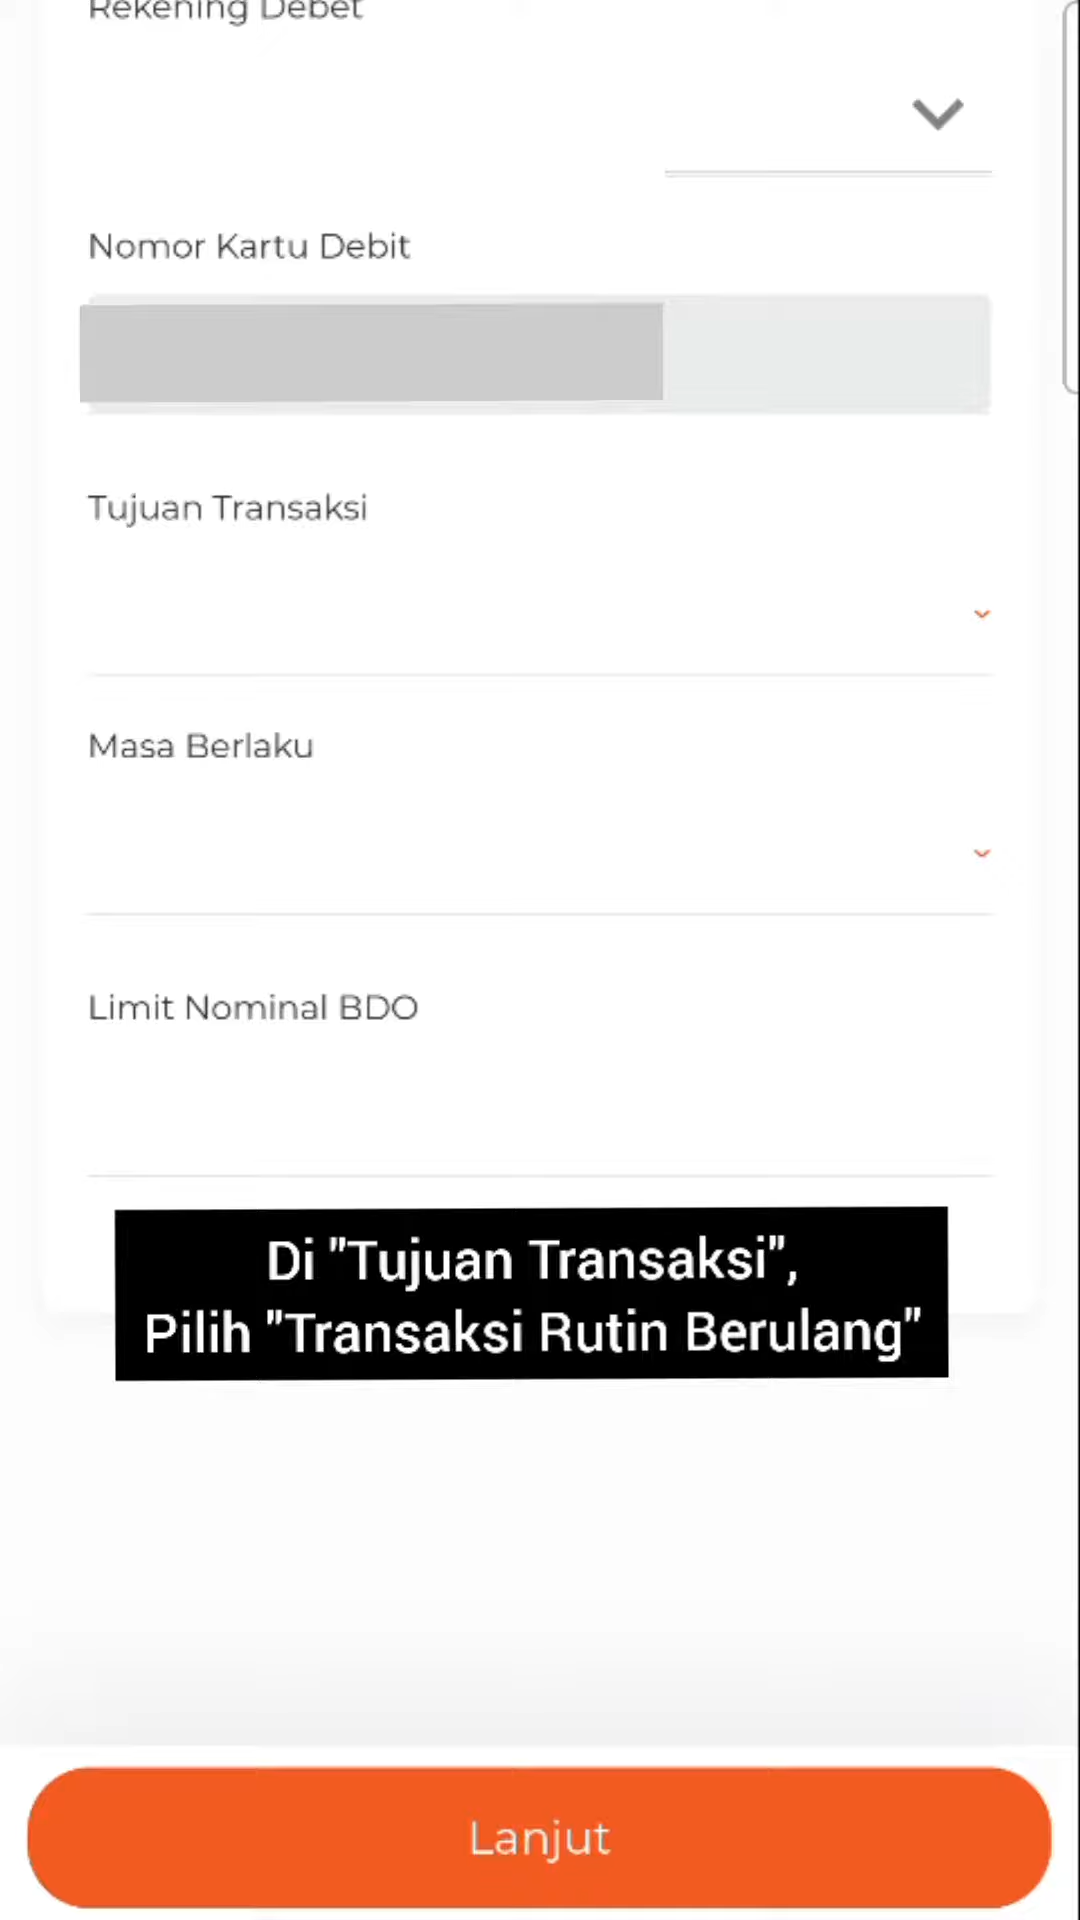 Rekening Debet
Nomor Kartu Debit
Tujuan Transaksi
Masa Berlaku
Limit Nominal BDO
Di "Tujuan Transaksi",
Pilih "Transaksi Rutin Berulang"
Lanjut